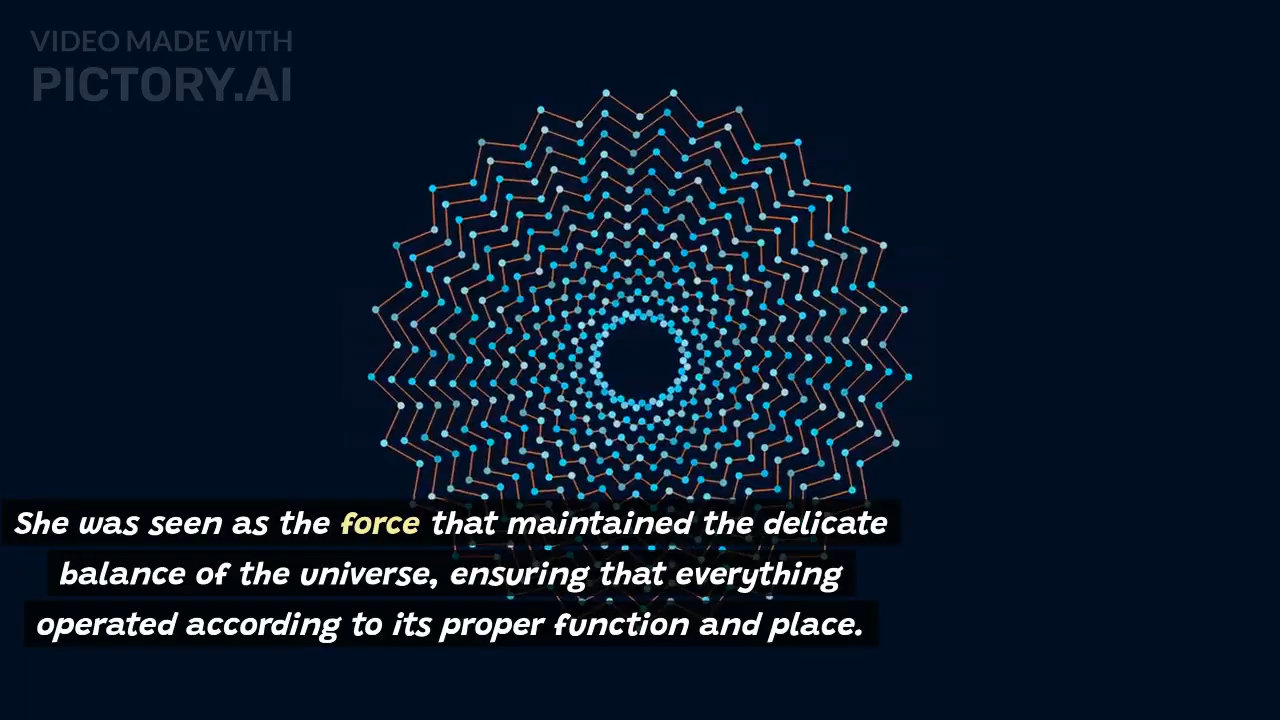 VIDEO MADE WITH
PICTORY.AI
She was seen as the force that maintained the delicate
balance of the universe, ensuring that everything
operated according to its proper function and place.